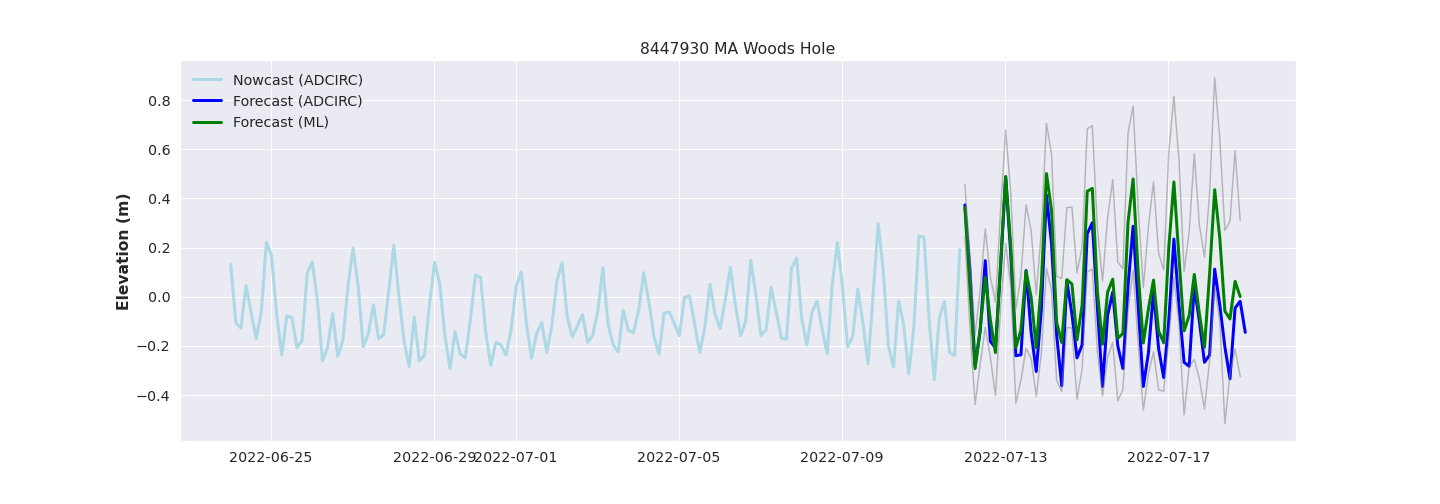 8447930 MA Woods Hole
Nowcast (ADCIRC)
Forecast (ADCIRC)
Forecast (ML)
Elevation (m)
0.8
0.6
0.4
0.2
0.0
−0.2
−0.4
2022-06-25 2022-06-29 2022-07-01 2022-07-05 2022-07-09 2022-07-13 2022-07-17